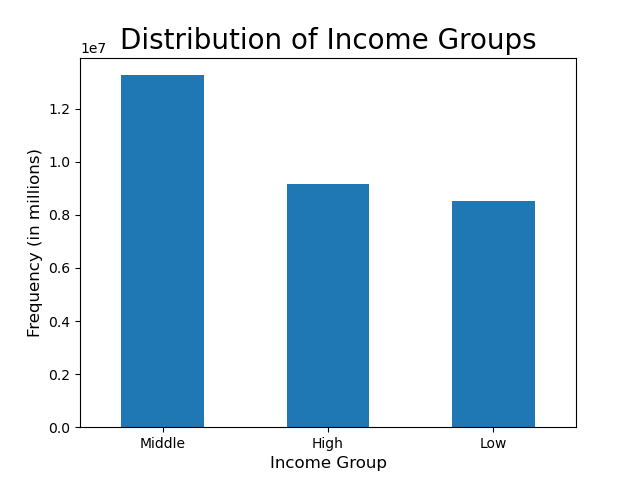 Distribution of Income Groups
1e7
Frequency (in millions)
1.2
1.0
0.8
0.6
0.4
0.2
0.0
Middle
High
Low
Income Group